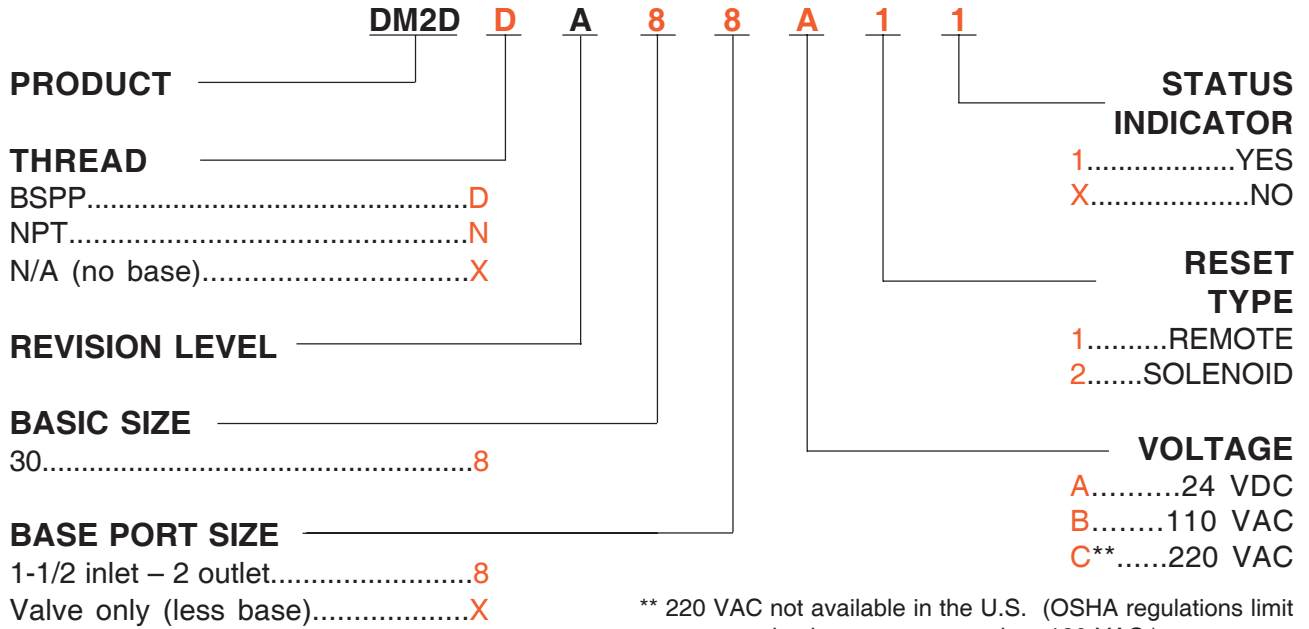 DM2D D A 8 8 A 1 1
PRODUCT
THREAD
BSPP........................................D
NPT..........................................N
N/A (no base)............................X
REVISION LEVEL
BASIC SIZE
30.............................................8
BASE PORT SIZE
1-1/2 inlet – 2 outlet.....................8
Valve only (less base)................X
STATUS
INDICATOR
1..................YES
X...................NO
RESET
TYPE
1..........REMOTE
2.......SOLENOID
VOLTAGE
A..........24 VDC
B........110 VAC
C**......220 VAC
** 220 VAC not available in the U.S. (OSHA regulations limit